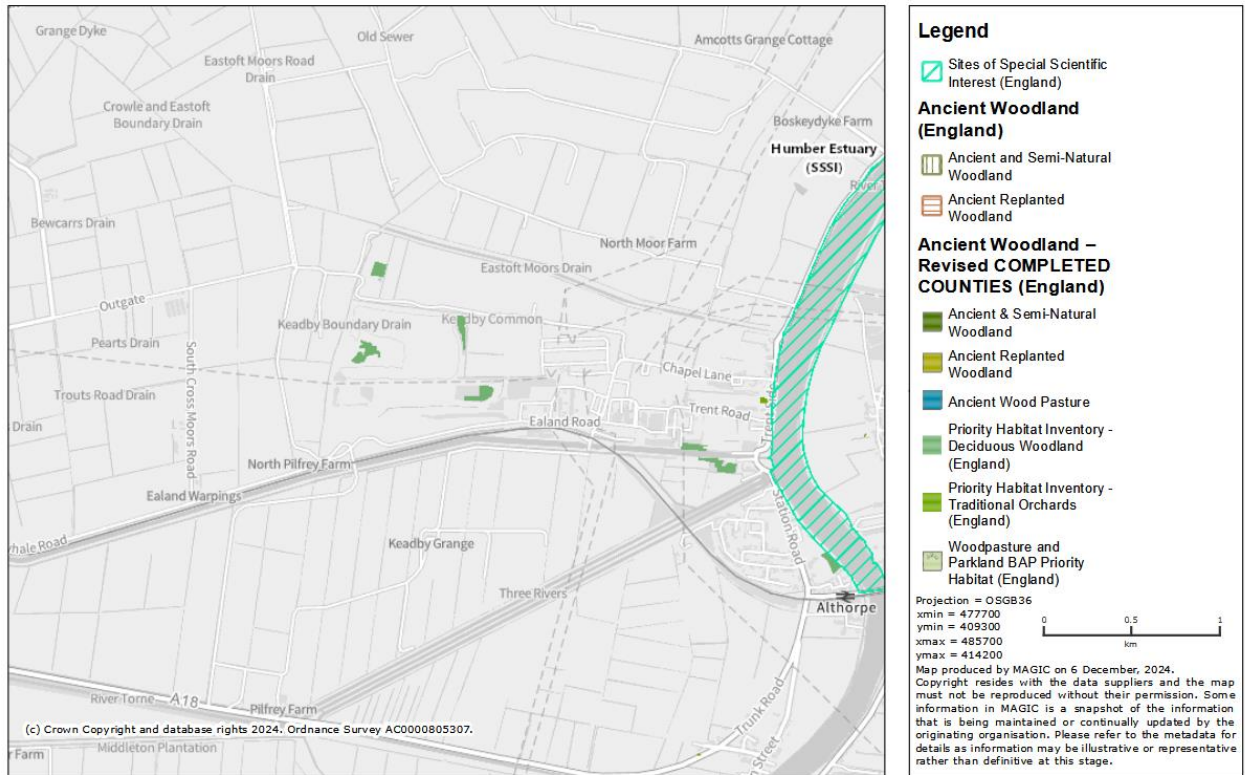 Grange Dyke
Old Sewer
Amcotts Grange Cottage
Eastoft Moors Road
Drain
Crowle and Eastoft
Boundary Drain
Boskeydyke Farm
Humber Estuary
(SSSI)
River T
Bewcarrs Drain
North Moor Farm
Eastoft Moors Drain
Outgate
Keadby Boundary Drain
Keadby Common
Pearts Drain
South Cross Moors Road
Chapel Lane
Trouts Road Drain
Trent Road
Trent Side
s Drain
Ealand Road
North Pilfrey Farm
Ealand Warpings
Station Road
yhale Road
Keadby Grange
Three Rivers
Althorpe
River Torne
A18
Pilfrey Farm
Trunk Road
(c) Crown Copyright and database rights 2024. Ordnance Survey AC0000805307.
Middleton Plantation
r Farm
Street
Legend
Sites of Special Scientific
Interest (England)
Ancient Woodland
(England)
Ancient and Semi-Natural
Woodland
Ancient Replanted
Woodland
Ancient Woodland –
Revised COMPLETED
COUNTIES (England)
Ancient & Semi-Natural
Woodland
Ancient Replanted
Woodland
Ancient Wood Pasture
Priority Habitat Inventory -
Deciduous Woodland
(England)
Priority Habitat Inventory -
Traditional Orchards
(England)
Woodpasture and
Parkland BAP Priority
Habitat (England)
Projection = OSGB36
xmin = 477700
ymin = 409300
xmax = 485700
ymax = 414200
0 0.5 1
km
Map produced by MAGIC on 6 December, 2024.
Copyright resides with the data suppliers and the map
must not be reproduced without their permission. Some
information in MAGIC is a snapshot of the information
that is being maintained or continually updated by the
originating organisation. Please refer to the metadata for
details as information may be illustrative or representative
rather than definitive at this stage.